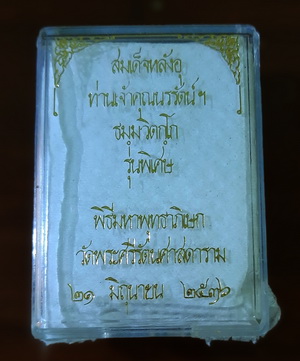 สมเด็จหลังอุ
ท่านเจ้าคุณนรรัตน์ฯ
ธมฺมวิตกฺโก
รุ่นพิเศษ
พิธีมหาพุทธาภิเษก
วัดพระศรีรัตนศาสดาราม
๒๑ มิถุนายน ๒๕๓๖